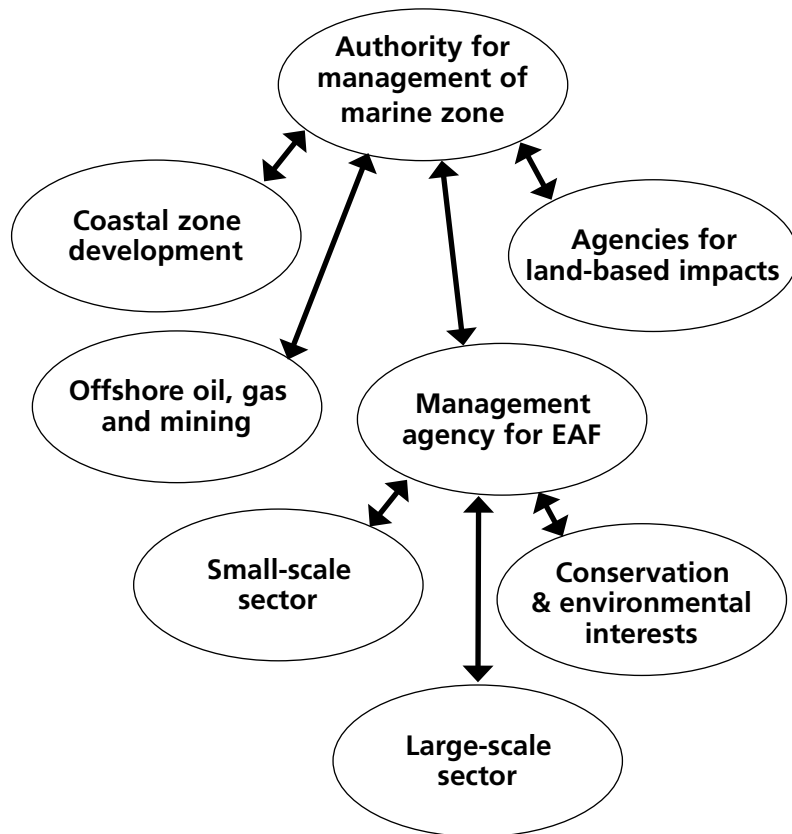 Authority for
management of
marine zone
Coastal zone
development
Agencies for
land-based impacts
Offshore oil, gas
and mining
Management
agency for EAF
Small-scale
sector
Conservation
& environmental
interests
Large-scale
sector